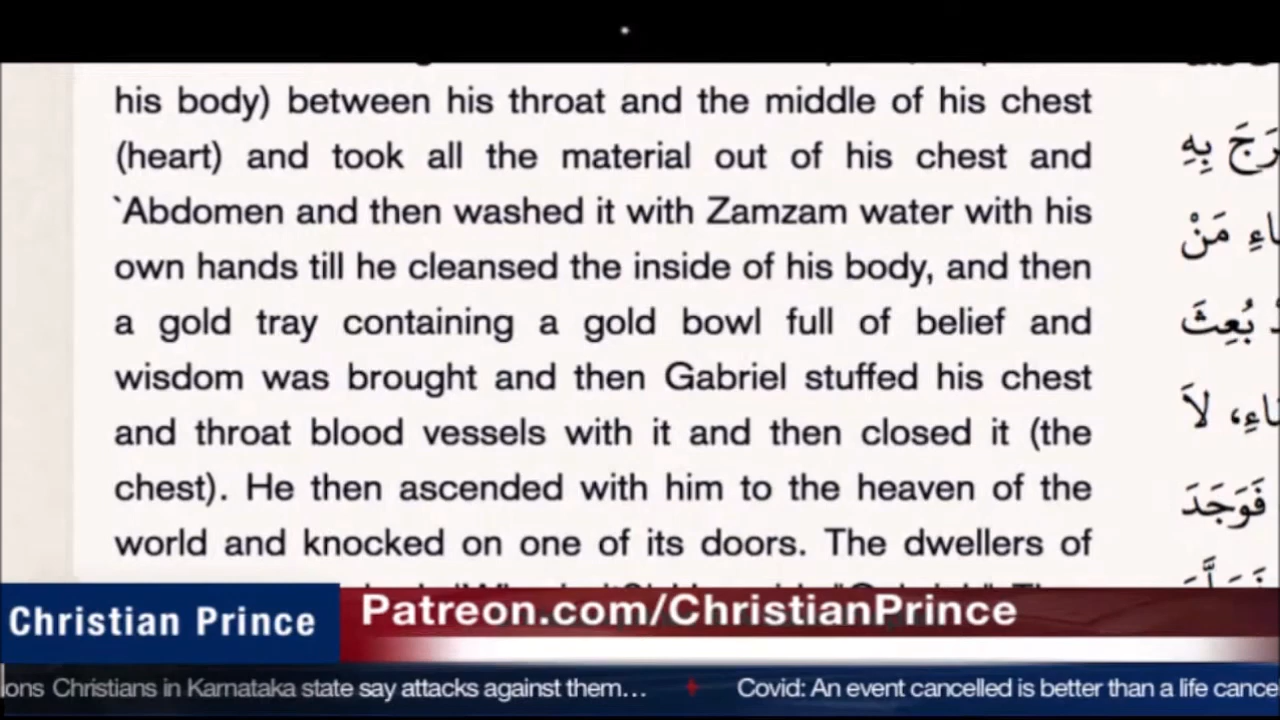 his body) between his throat and the middle of his chest
(heart) and took all the material out of his chest and
`Abdomen and then washed it with Zamzam water with his
own hands till he cleansed the inside of his body, and then
a gold tray containing a gold bowl full of belief and
wisdom was brought and then Gabriel stuffed his chest
and throat blood vessels with it and then closed it (the
chest). He then ascended with him to the heaven of the
world and knocked on one of its doors. The dwellers of
بِهِ
مَنْ
بُعِثَ
لاَ
فَوَجَدَ
Christian Prince
Patreon.com/ChristianPrince
ions Christians in Karnataka state say attacks against them… Covid: An event cancelled is better than a life cance